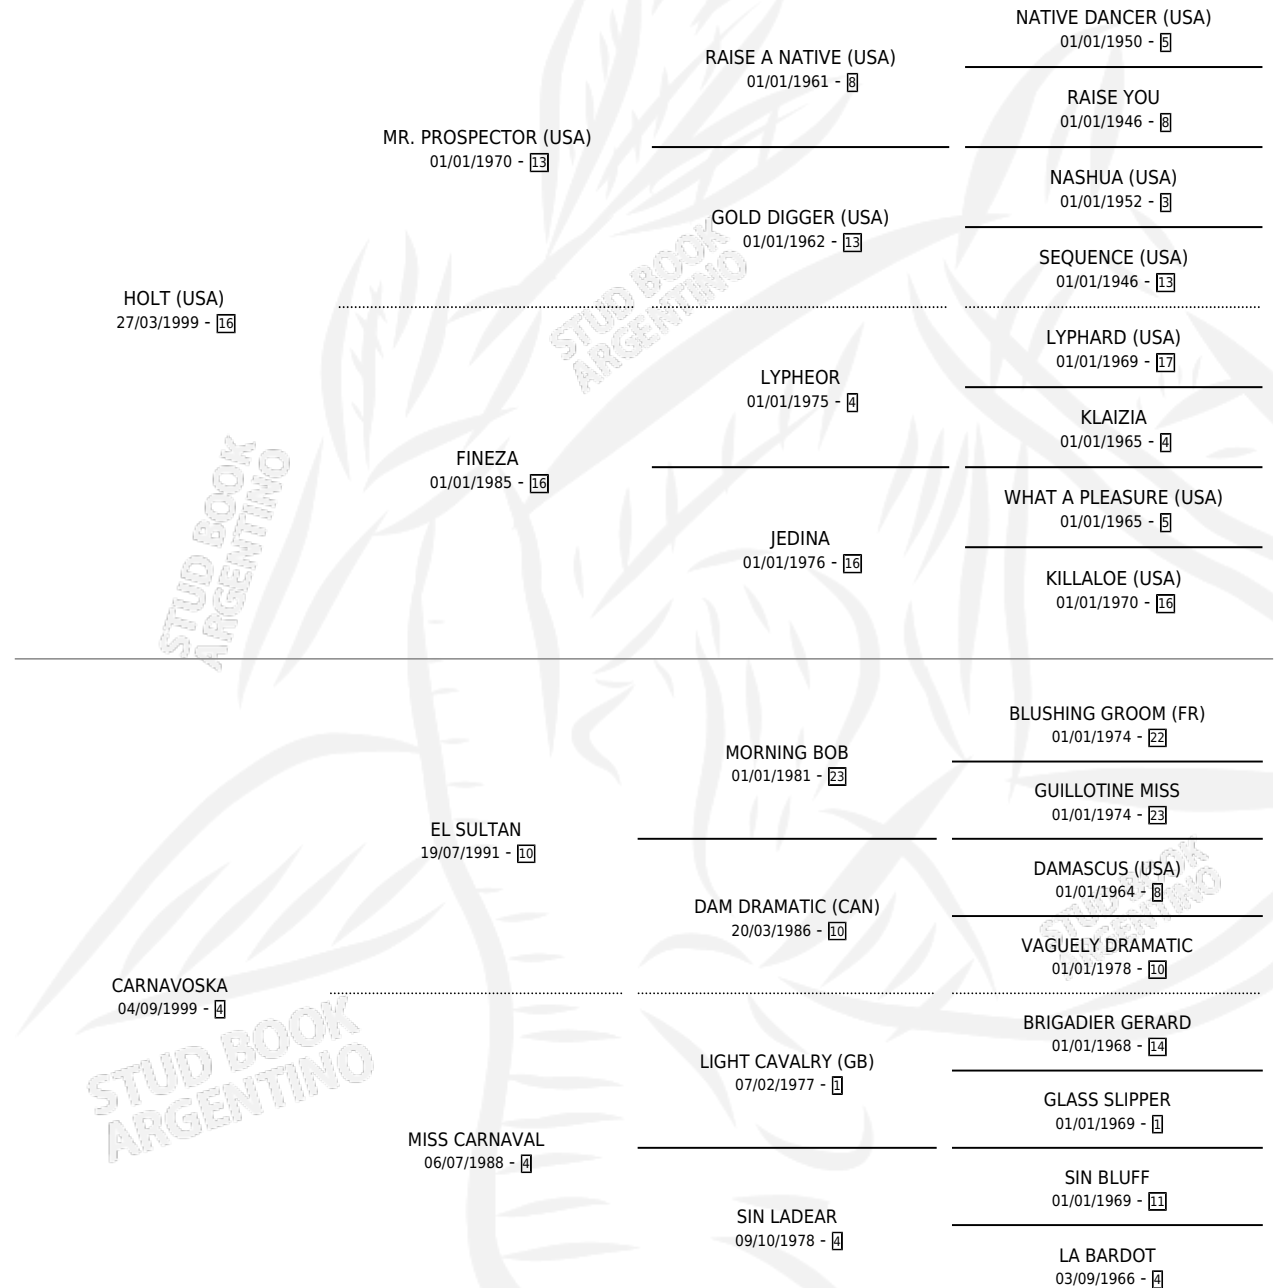 NATIVE DANCER (USA)
01/01/1950 - 5
RAISE A NATIVE (USA)
01/01/1961 - 8
RAISE YOU
01/01/1946 - 8
MR. PROSPECTOR (USA)
01/01/1970 - 13
NASHUA (USA)
01/01/1952 - 3
GOLD DIGGER (USA)
01/01/1962 - 13
SEQUENCE (USA)
01/01/1946 - 13
HOLT (USA)
27/03/1999 - 16
LYPHARD (USA)
01/01/1969 - 17
LYPHEOR
01/01/1975 - 4
KLAIZIA
01/01/1965 - 4
FINEZA
01/01/1985 - 16
WHAT A PLEASURE (USA)
01/01/1965 - 5
JEDINA
01/01/1976 - 16
KILLALOE (USA)
01/01/1970 - 16
BLUSHING GROOM (FR)
01/01/1974 - 22
MORNING BOB
01/01/1981 - 23
GUILLOTINE MISS
01/01/1974 - 23
EL SULTAN
19/07/1991 - 10
DAMASCUS (USA)
01/01/1964 - 8
DAM DRAMATIC (CAN)
20/03/1986 - 10
VAGUELY DRAMATIC
01/01/1978 - 10
CARNAVOSKA
04/09/1999 - 4
BRIGADIER GERARD
01/01/1968 - 14
LIGHT CAVALRY (GB)
07/02/1977 - 1
GLASS SLIPPER
01/01/1969 - 1
MISS CARNAVAL
06/07/1988 - 4
SIN BLUFF
01/01/1969 - 11
SIN LADEAR
09/10/1978 - 4
LA BARDOT
03/09/1966 - 4
STUD BOOK
ARGENTINO
STUD BOOK
ARGENTINO
STUD BOOK
ARGENTINO
STUD BOOK
ARGENTINO